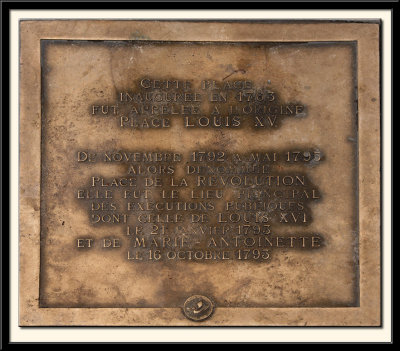 CETTE PLACE
INAUGURÉE EN 1763
FUT APPELÉE A L'ORIGINE
PLACE LOUIS XV
DE NOVEMBRE 1792 A MAI 1795
ALORS DÉNOMMÉE
PLACE DE LA RÉVOLUTION
ELLE FUT LE LIEU PRINCIPAL
DES EXÉCUTIONS PUBLIQUES
DONT CELLE DE LOUIS XVI
LE 21 JANVIER 1793
ET DE MARIE-ANTOINETTE
LE 16 OCTOBRE 1793